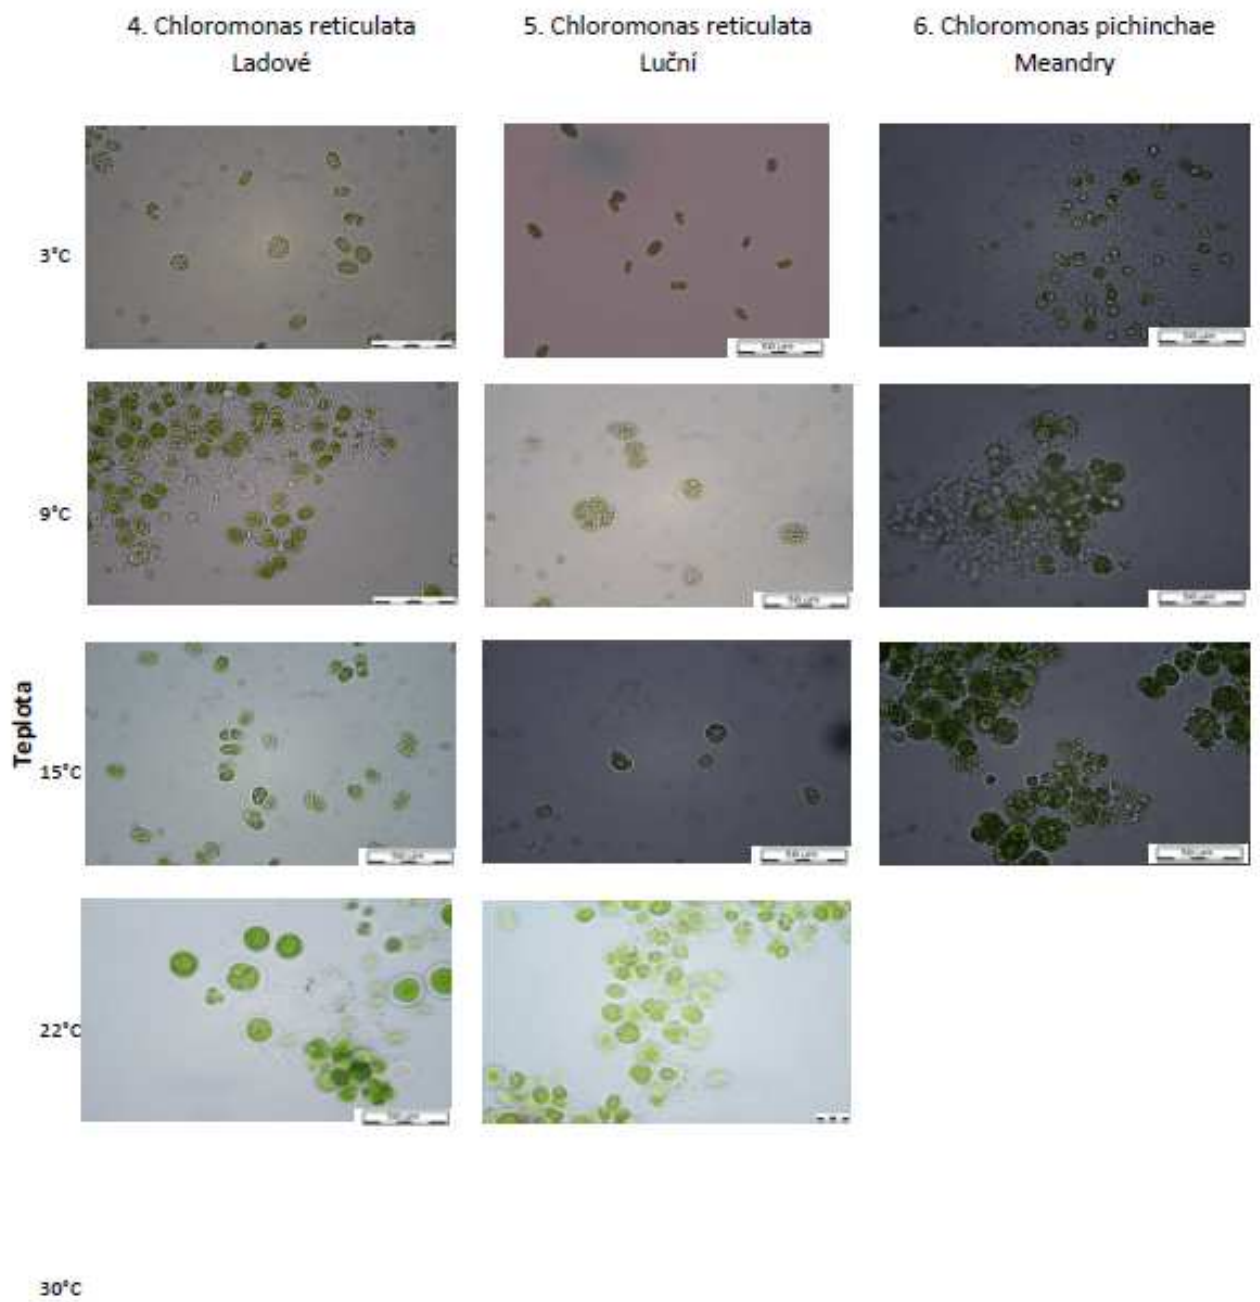 4. Chloromonas reticulata
Ladové
5. Chloromonas reticulata
Luční
6. Chloromonas pichinchae
Meandry
3°C
9°C
Teplota
15°C
22°C
30°C